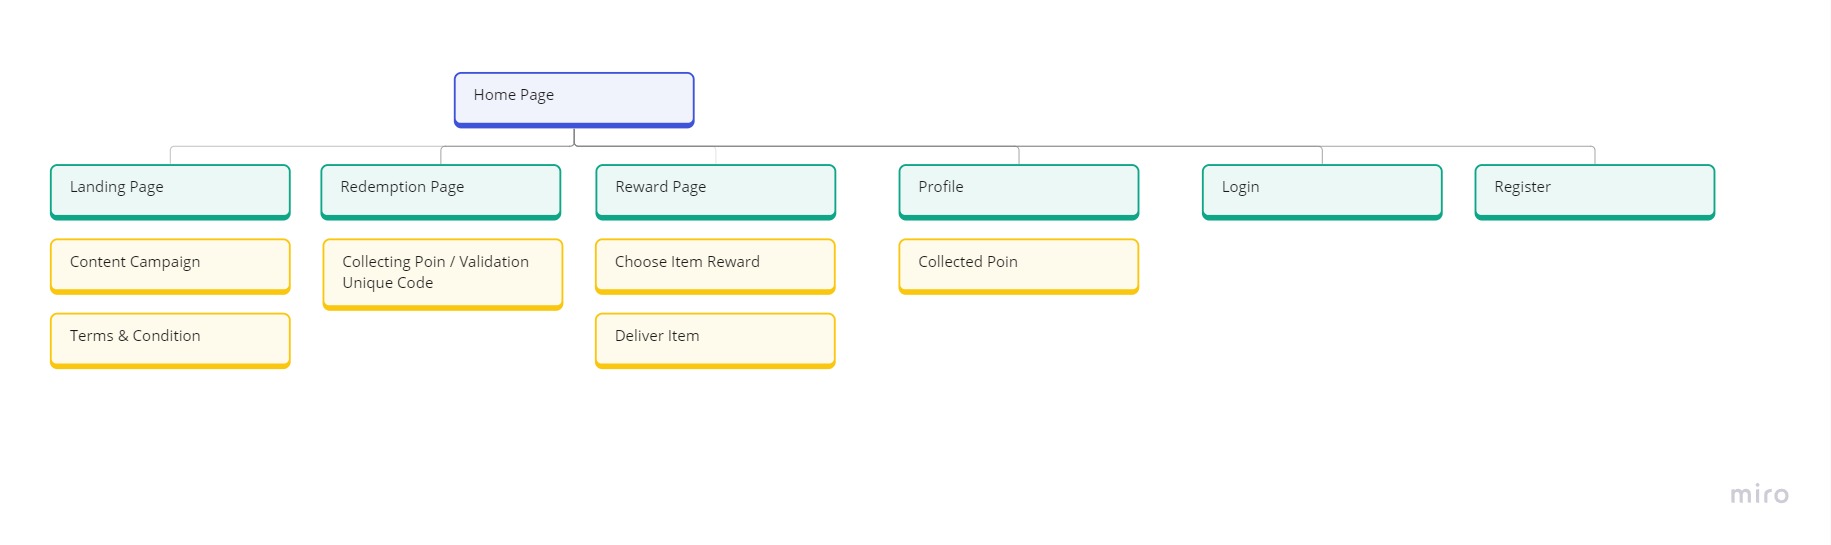 Home Page
Landing Page
Redemption Page
Reward Page
Profile
Login
Register
Content Campaign
Collecting Poin / Validation
Unique Code
Choose Item Reward
Collected Poin
Terms & Condition
Deliver Item
miro